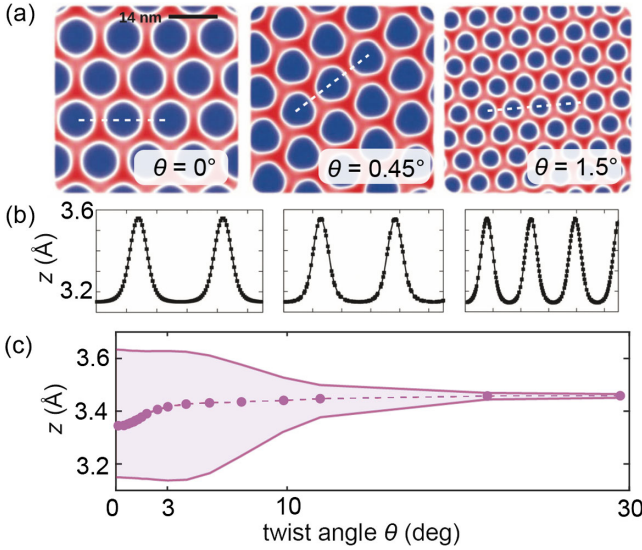 (a)
14 nm
θ = 0°
θ = 0.45°
θ = 1.5°
(b)
3.6
3.2
z (Å)
(c)
3.6
3.4
3.2
z (Å)
0 3 10 30
twist angle θ (deg)